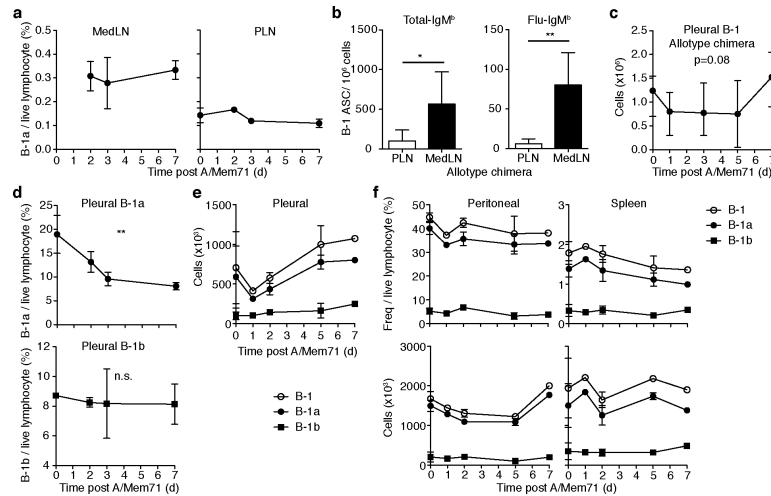 a
MedLN
PLN
B-1a / live lymphocyte (%)
0.5
0.4
0.3
0.2
0.1
0.0
0 1 2 3 4 5 6 7
0 1 2 3 4 5 6 7
Time post A/Mem71 (d)
b
Total-IgMᵇ
Flu-IgMᵇ
B-1 ASC/ 10⁶ cells
1500
1000
500
0
*
PLN MedLN
150
100
50
0
**
PLN MedLN
Allotype chimera
c
Pleural B-1
Allotype chimera
p=0.08
Cells (x10⁶)
2.0
1.5
1.0
0.5
0.0
0 1 2 3 4 5 6 7
Time post A/Mem71 (d)
d
Pleural B-1a
**
B-1a / live lymphocyte (%)
25
20
15
10
5
0
Pleural B-1b
n.s.
B-1b / live lymphocyte (%)
12
10
8
6
4
0 1 2 3 4 5 6 7
Time post A/Mem71 (d)
e
Pleural
Cells (x10³)
1500
1000
500
0
0 1 2 3 4 5 6 7
Time post A/Mem71 (d)
B-1
B-1a
B-1b
f
Peritoneal
Spleen
Freq / live lymphocyte (%)
50
40
30
20
10
0
3
2
1
0
B-1
B-1a
B-1b
Cells (x10³)
3000
2000
1000
0
0 1 2 3 4 5 6 7
0 1 2 3 4 5 6 7
Time post A/Mem71 (d)